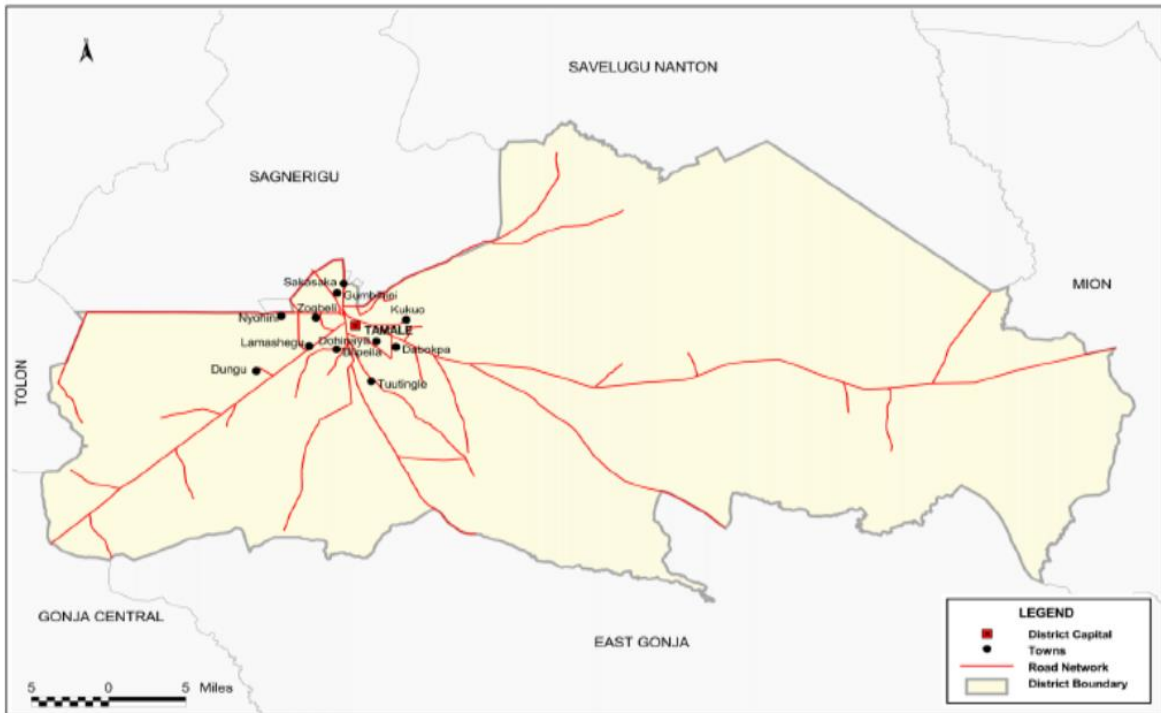 SAVELUGU NANTON
SAGNERIGU
MION
Sakasaka
Gumbihini
Zogbeli
Kukuo
Nyohini
TAMALE
Lamashegu
Dohinayili
Dabokpa
Dungu
Tuutingle
TOLON
GONJA CENTRAL
EAST GONJA
LEGEND
District Capital
Towns
Road Network
District Boundary
5 0 5 Miles